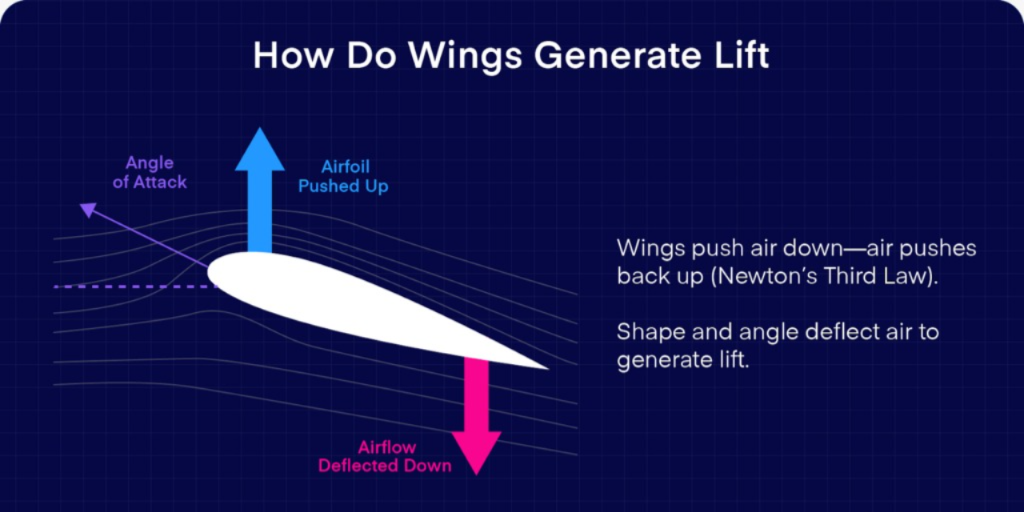 How Do Wings Generate Lift
Angle
of Attack
Airfoil
Pushed Up
Wings push air down—air pushes
back up (Newton’s Third Law).
Shape and angle deflect air to
generate lift.
Airflow
Deflected Down